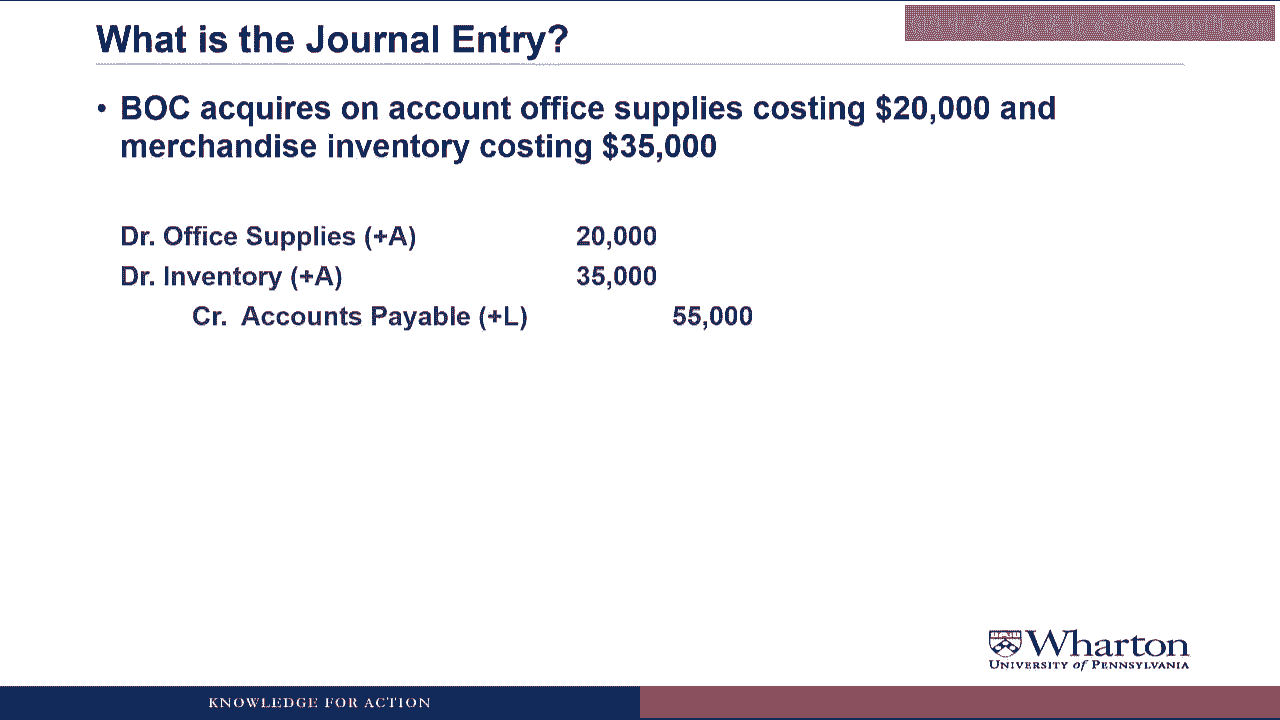 What is the Journal Entry?
• BOC acquires on account office supplies costing $20,000 and
merchandise inventory costing $35,000
Dr. Office Supplies (+A) 20,000
Dr. Inventory (+A) 35,000
Cr. Accounts Payable (+L) 55,000
Wharton
UNIVERSITY of PENNSYLVANIA
KNOWLEDGE FOR ACTION